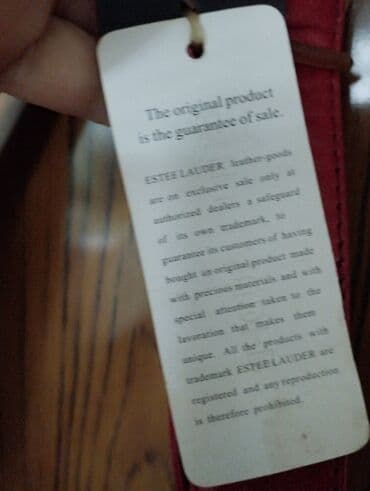 The original product
is the guarantee of sale.
ESTEE LAUDER leather-goods
are on exclusive sale only at
authorized dealers a safeguard
of its own trademark, to
guarantee its customers of having
bought an original product made
with precious materials and with
special attention taken to the
lavoration that makes them
unique. All the products with
trademark ESTEE LAUDER are
registered and any reproduction
is therefore prohibited.